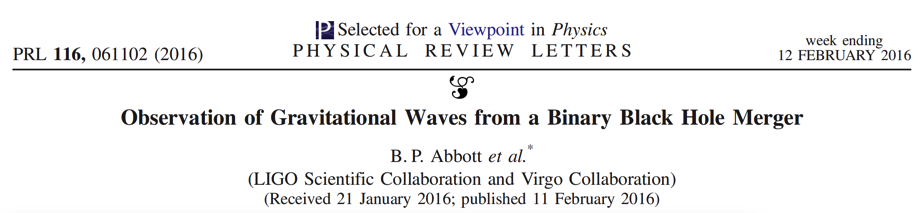 Selected for a Viewpoint in Physics
PRL 116, 061102 (2016)
PHYSICAL REVIEW LETTERS
week ending
12 FEBRUARY 2016
Observation of Gravitational Waves from a Binary Black Hole Merger
B. P. Abbott et al.*
(LIGO Scientific Collaboration and Virgo Collaboration)
(Received 21 January 2016; published 11 February 2016)